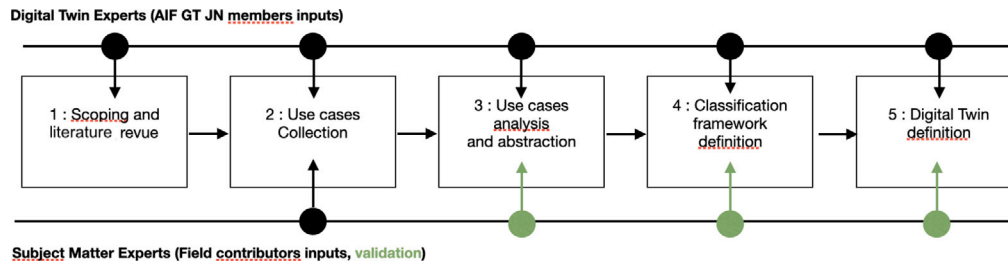 Digital Twin Experts (AIF GT JN members inputs)
1 : Scoping and
literature revue
2 : Use cases
Collection
3 : Use cases
analysis
and abstraction
4 : Classification
framework
definition
5 : Digital Twin
definition
Subject Matter Experts (Field contributors inputs, validation)